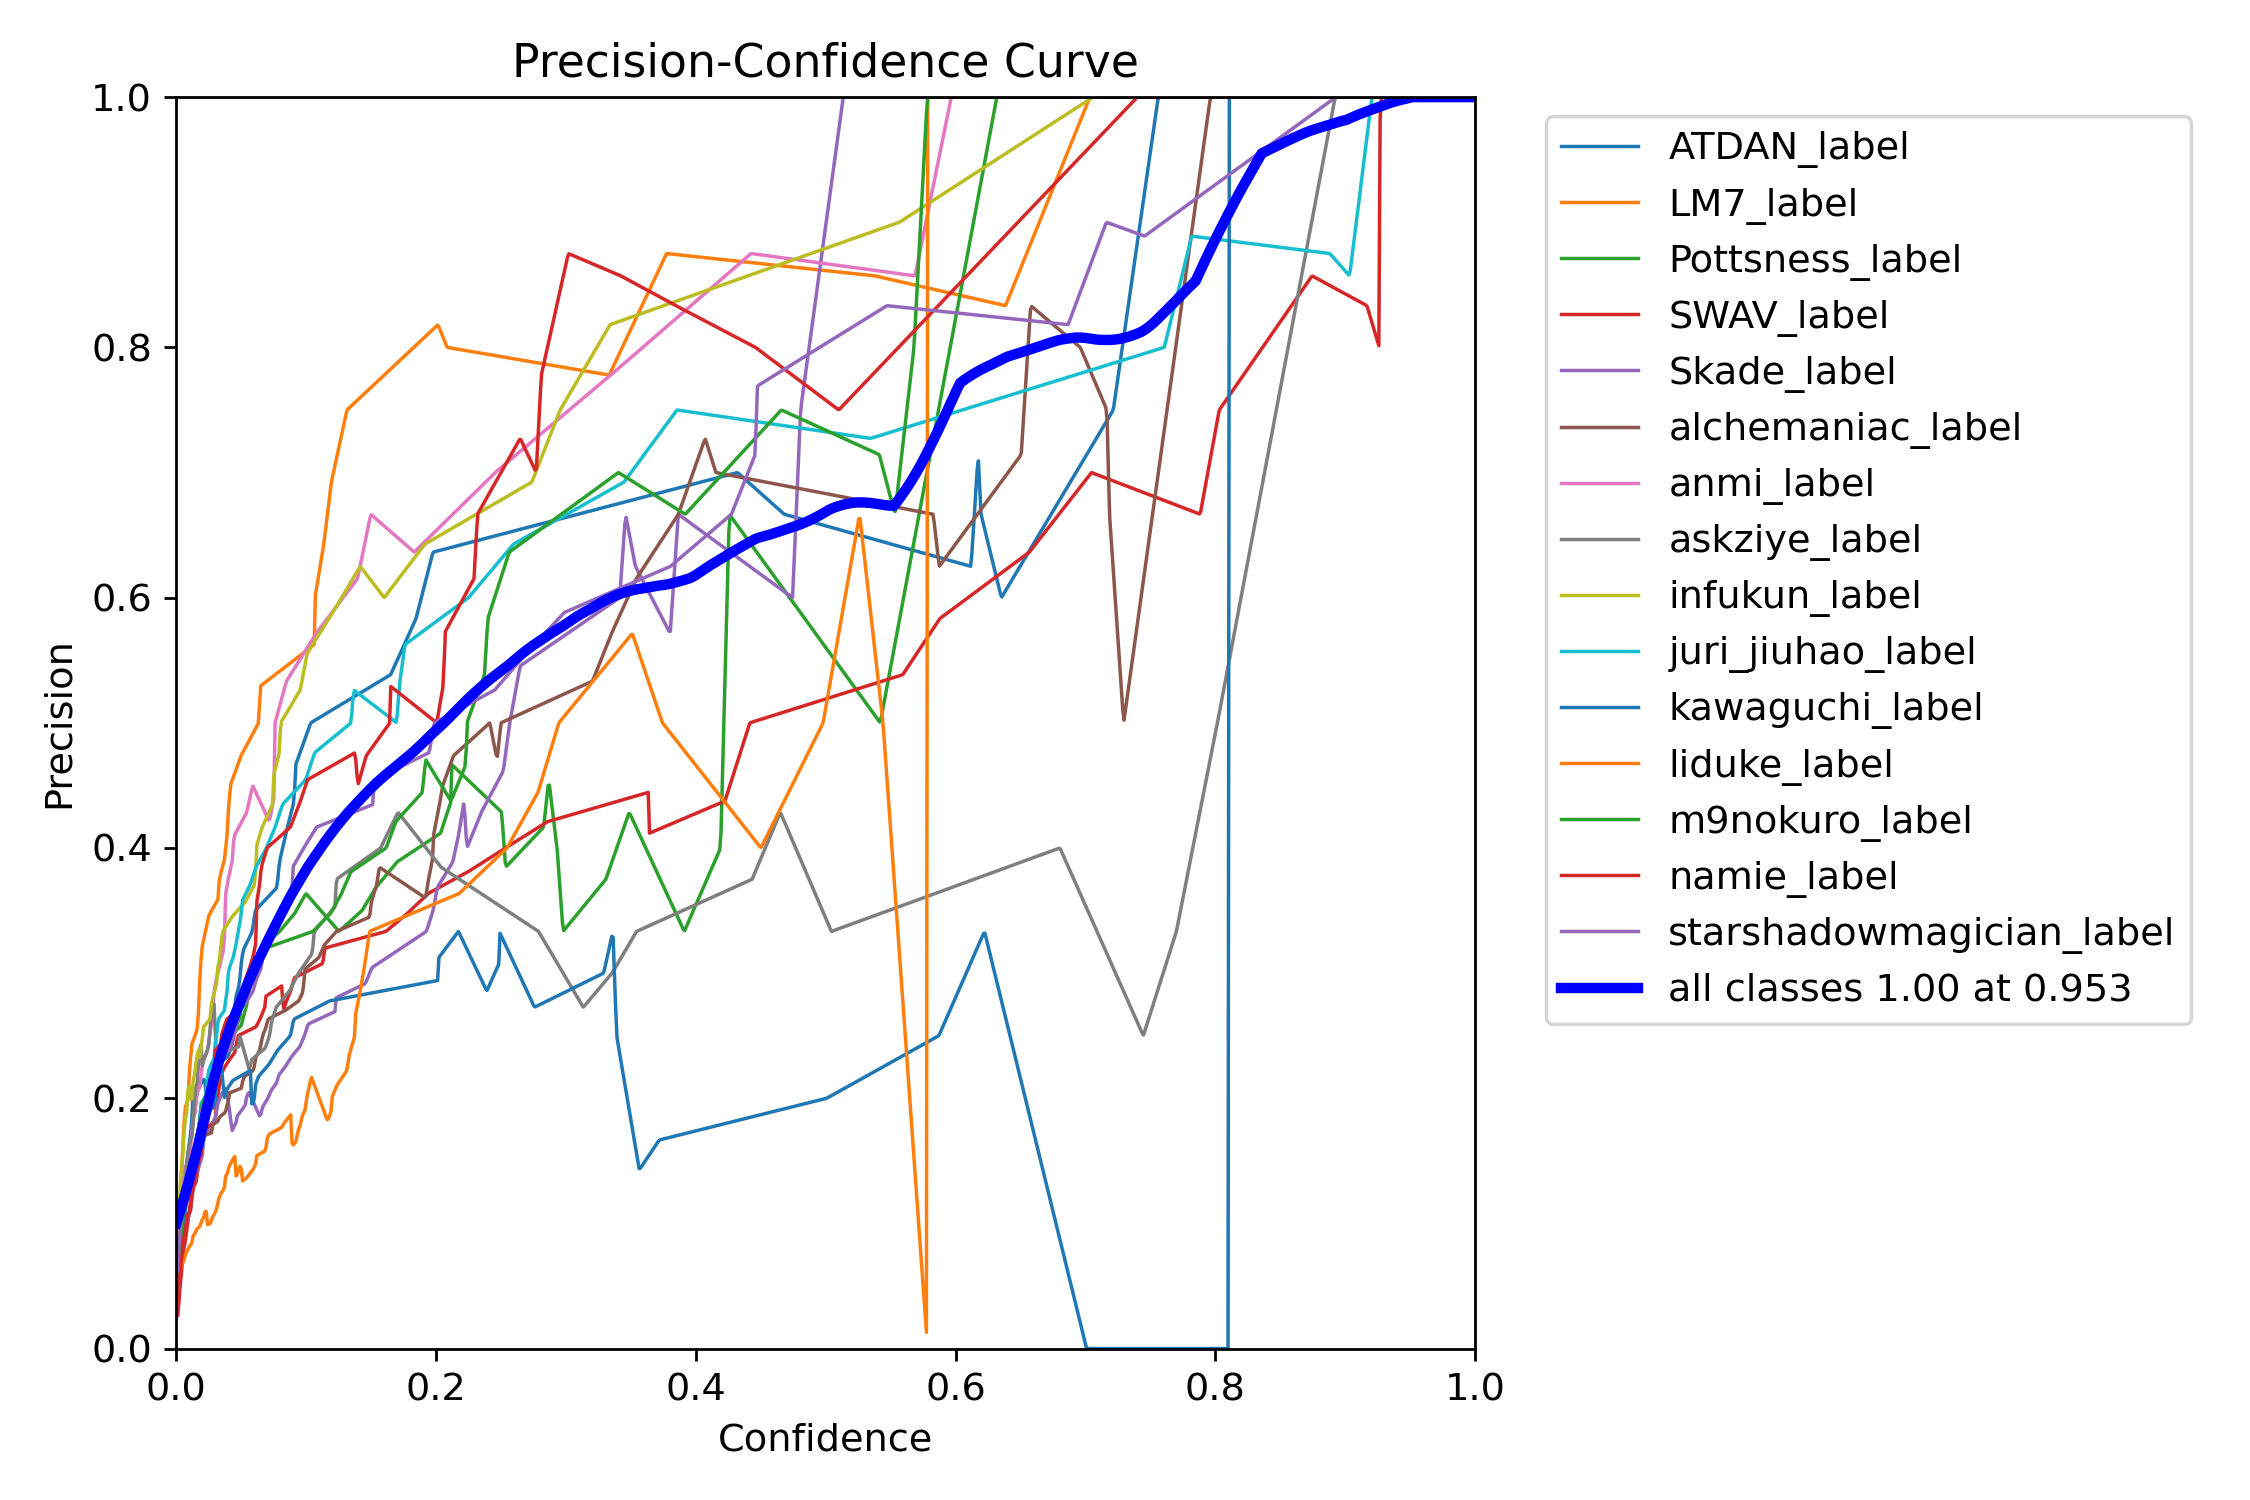 Precision-Confidence Curve
1.0
0.8
0.6
0.4
0.2
0.0
Precision
0.0 0.2 0.4 0.6 0.8 1.0
Confidence
ATDAN_label
LM7_label
Pottsness_label
SWAV_label
Skade_label
alchemaniac_label
anmi_label
askziye_label
infukun_label
juri_jiuhao_label
kawaguchi_label
liduke_label
m9nokuro_label
namie_label
starshadowmagician_label
all classes 1.00 at 0.953